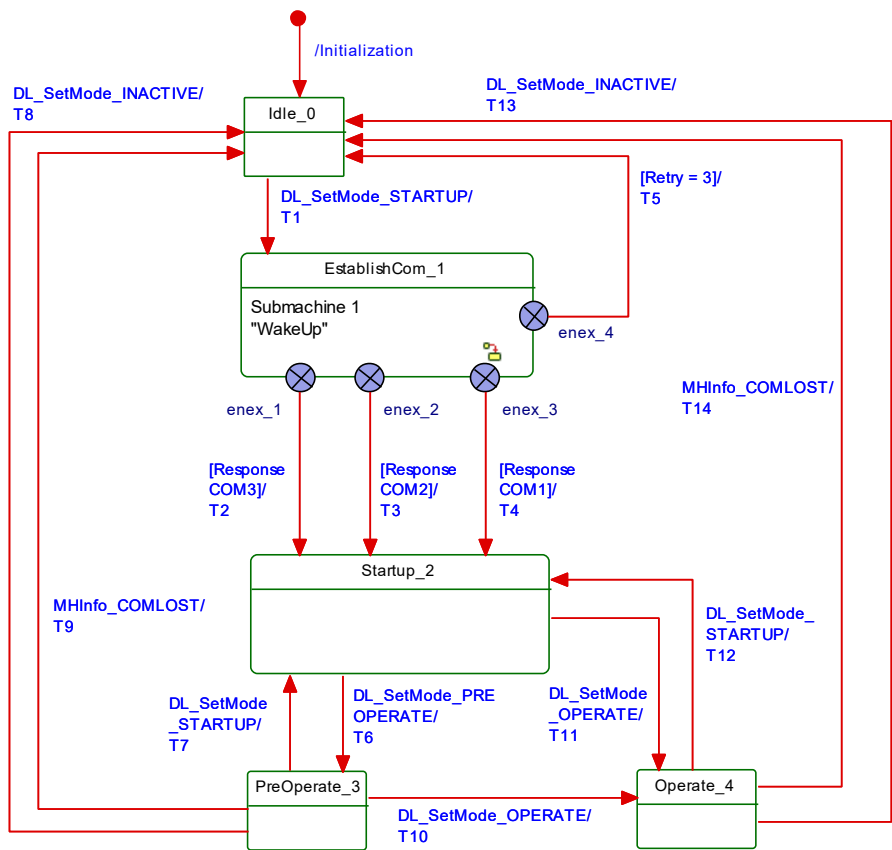 /Initialization
DL_SetMode_INACTIVE/
T8
DL_SetMode_INACTIVE/
T13
Idle_0
[Retry = 3]/
T5
DL_SetMode_STARTUP/
T1
EstablishCom_1
Submachine 1
"WakeUp"
enex_4
enex_1
enex_2
enex_3
MHInfo_COMLOST/
T14
[Response
COM3]/
T2
[Response
COM2]/
T3
[Response
COM1]/
T4
Startup_2
MHInfo_COMLOST/
T9
DL_SetMode_
STARTUP/
T12
DL_SetMode
_STARTUP/
T7
DL_SetMode_PRE
OPERATE/
T6
DL_SetMode
_OPERATE/
T11
PreOperate_3
Operate_4
DL_SetMode_OPERATE/
T10